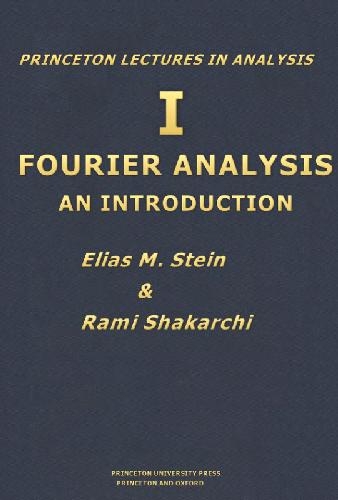 PRINCETON LECTURES IN ANALYSIS
I
FOURIER ANALYSIS
AN INTRODUCTION
Elias M. Stein
&
Rami Shakarchi
PRINCETON UNIVERSITY PRESS
PRINCETON AND OXFORD